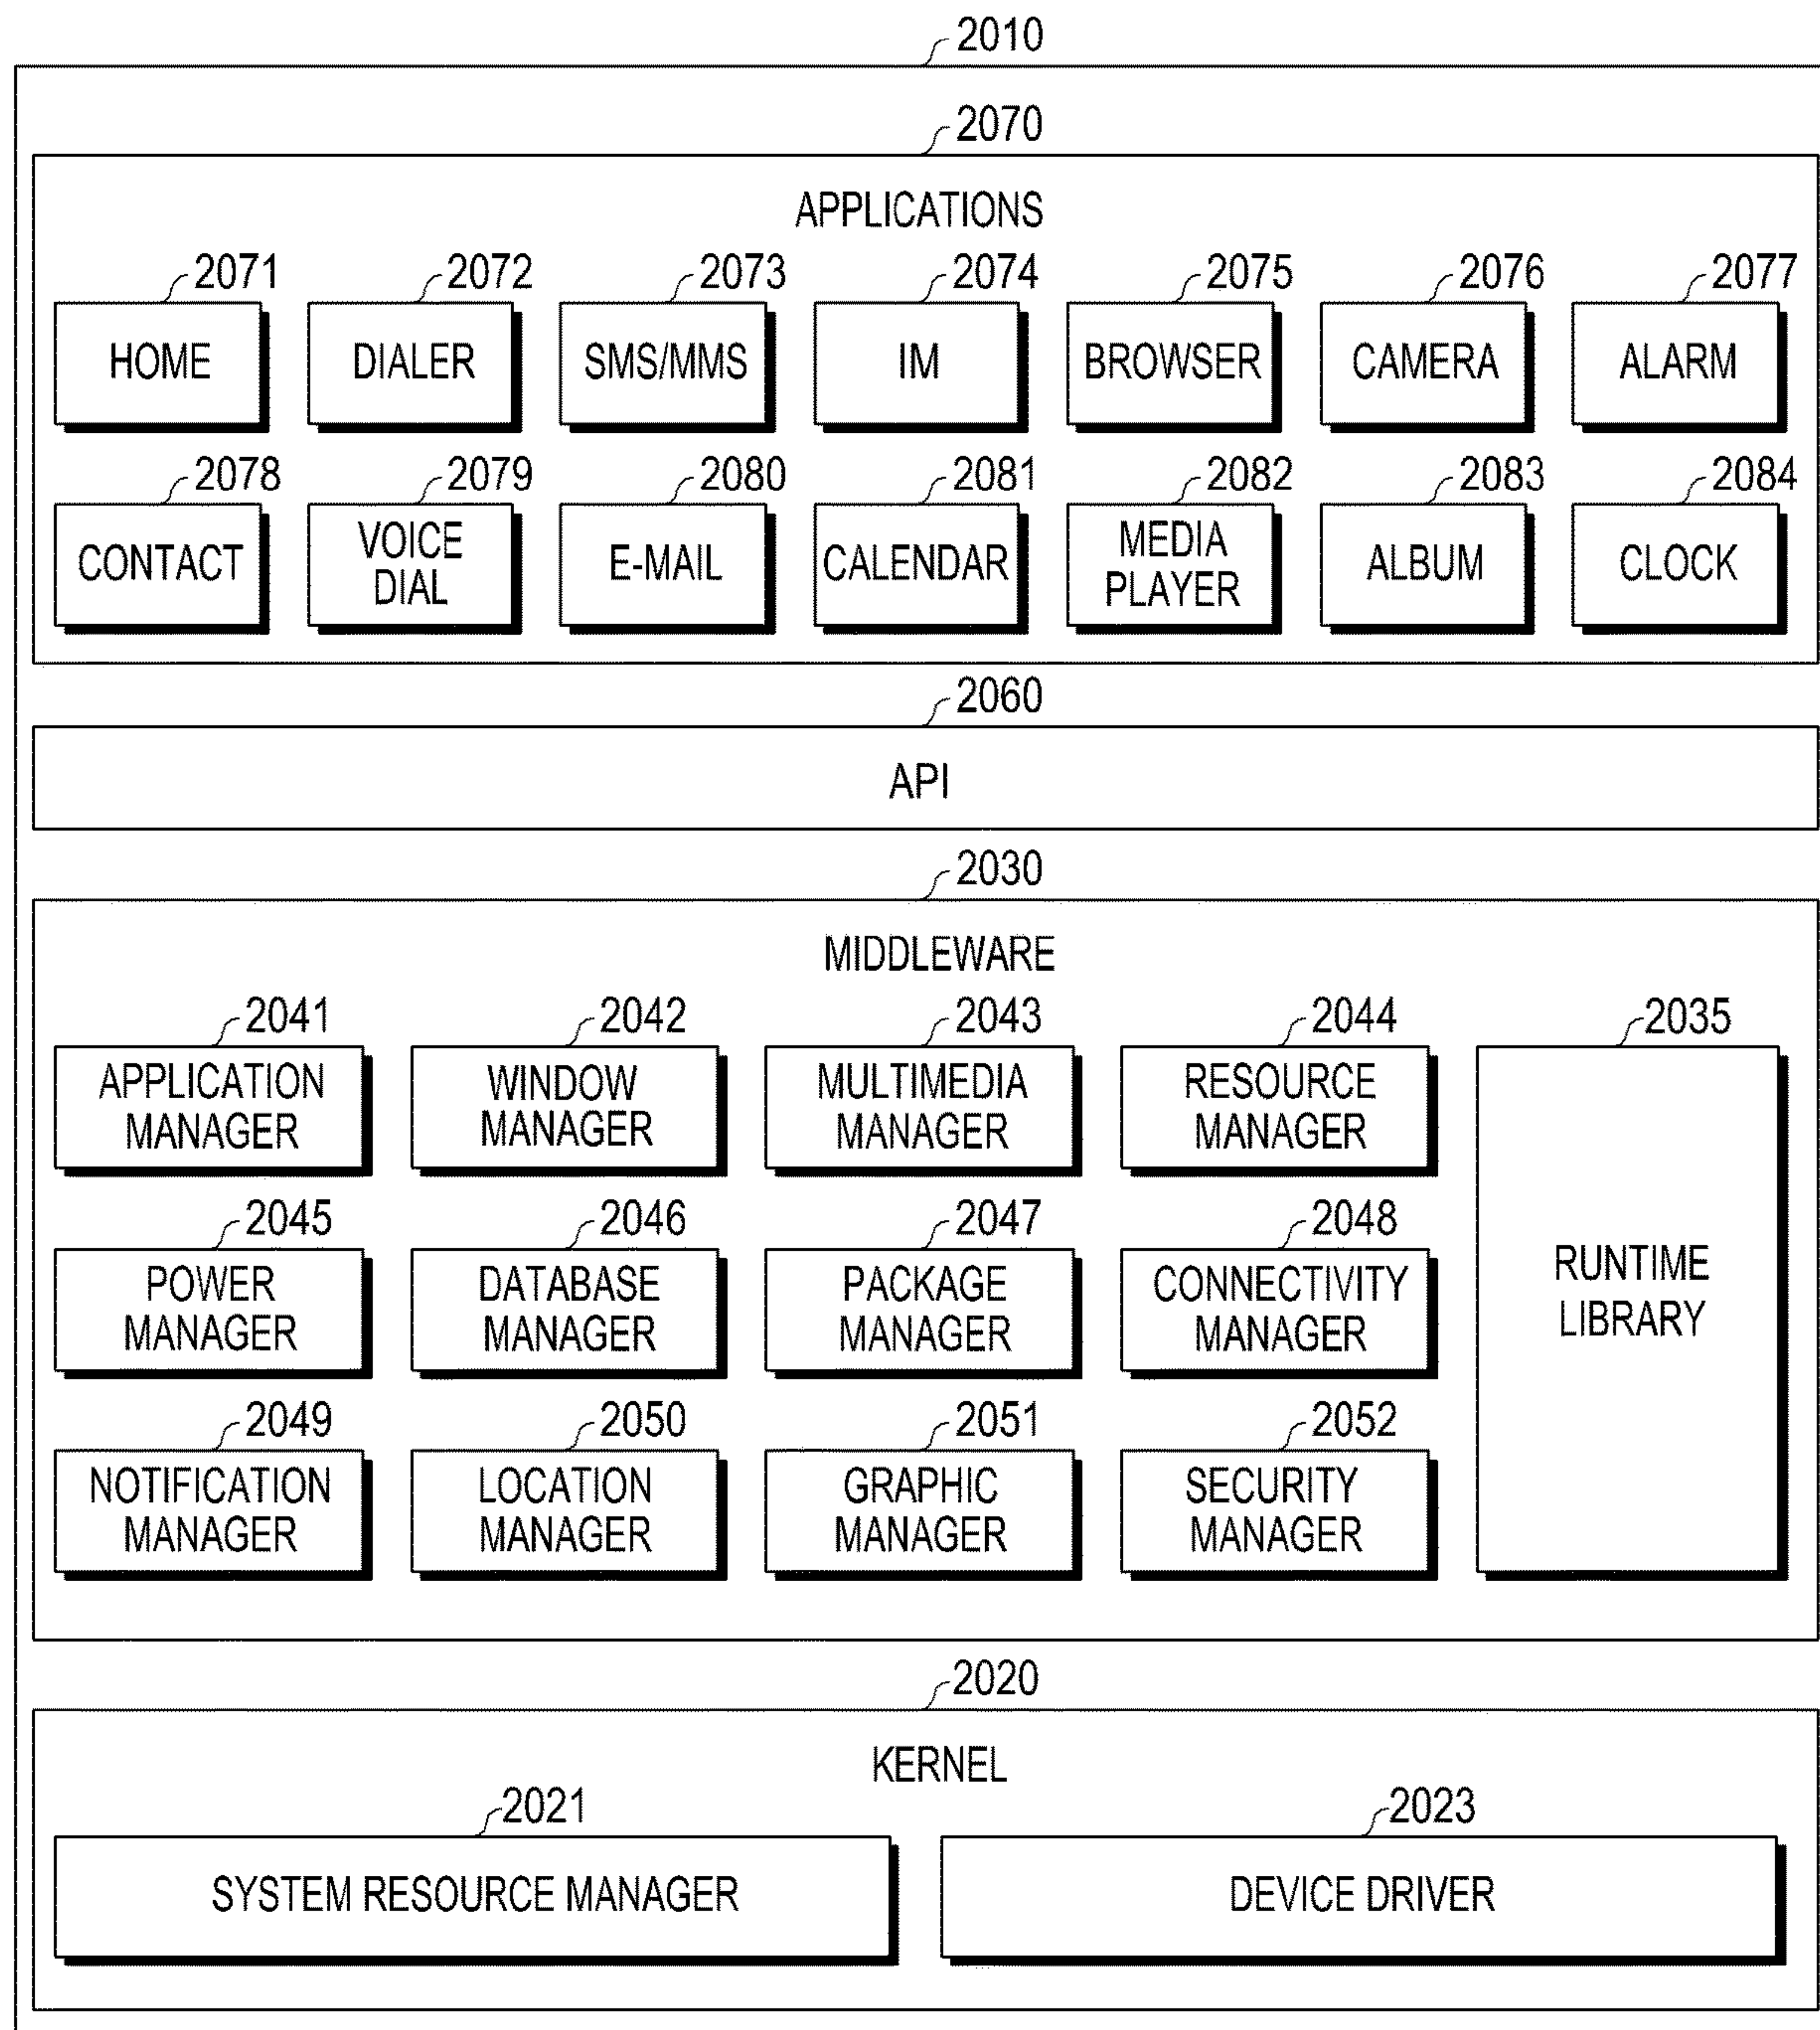 2010
2070
APPLICATIONS
2071 2072 2073 2074 2075 2076 2077
HOME DIALER SMS/MMS IM BROWSER CAMERA ALARM
2078 2079 2080 2081 2082 2083 2084
CONTACT VOICE DIAL E-MAIL CALENDAR MEDIA PLAYER ALBUM CLOCK
2060
API
2030
MIDDLEWARE
2041 2042 2043 2044 2035
APPLICATION MANAGER WINDOW MANAGER MULTIMEDIA MANAGER RESOURCE MANAGER
2045 2046 2047 2048
POWER MANAGER DATABASE MANAGER PACKAGE MANAGER CONNECTIVITY MANAGER RUNTIME LIBRARY
2049 2050 2051 2052
NOTIFICATION MANAGER LOCATION MANAGER GRAPHIC MANAGER SECURITY MANAGER
2020
KERNEL
2021 2023
SYSTEM RESOURCE MANAGER DEVICE DRIVER